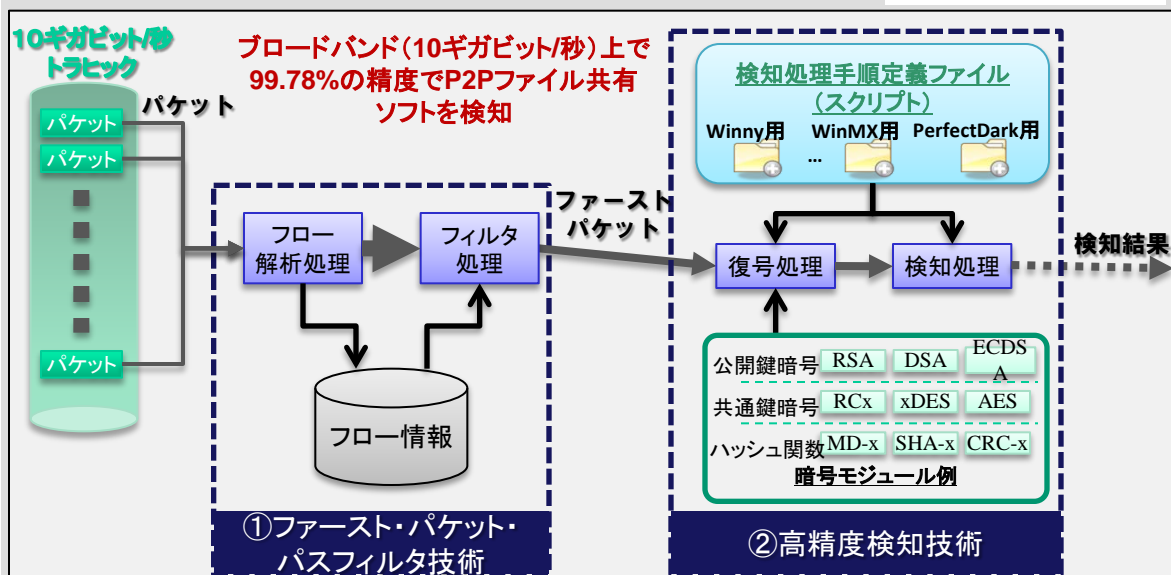 10ギガビット/秒
トラヒック
パケット
パケット
パケット
パケット
ブロードバンド（10ギガビット/秒）上で
99.78%の精度でP2Pファイル共有
ソフトを検知
フロー
解析処理
フィルタ
処理
フロー情報
①ファースト・パケット・
パスフィルタ技術
ファースト
パケット
検知処理手順定義ファイル
（スクリプト）
Winny用
...
WinMX用
PerfectDark用
復号処理
検知処理
検知結果
公開鍵暗号 RSA DSA ECDS
A
共通鍵暗号 RCx xDES AES
ハッシュ関数 MD-x SHA-x CRC-x
暗号モジュール例
②高精度検知技術